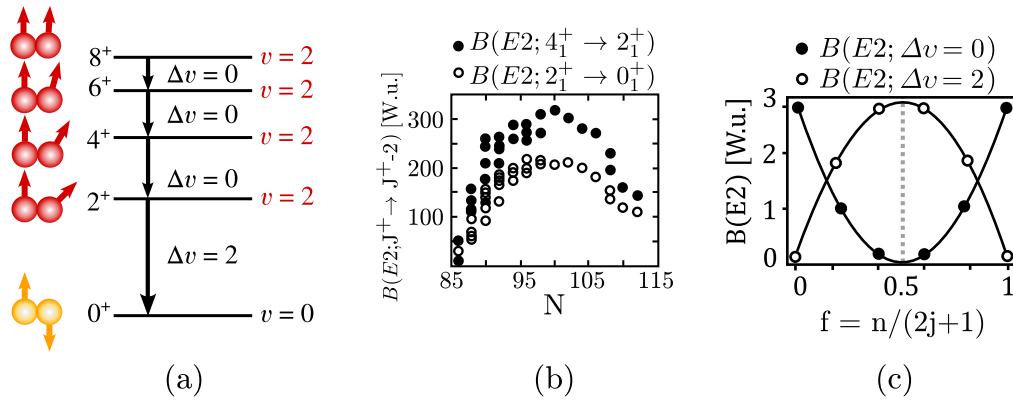 8⁺ v = 2
Δv = 0
6⁺ v = 2
Δv = 0
4⁺ v = 2
Δv = 0
2⁺ v = 2
Δv = 2
0⁺ v = 0
(a)
B(E2; 4₁⁺ → 2₁⁺)
B(E2; 2₁⁺ → 0₁⁺)
B(E2;J⁺→ J⁺-2) [W.u.]
300
200
100
85 95 105 115
N
(b)
B(E2; Δv = 0)
B(E2; Δv = 2)
B(E2) [W.u.]
3
2
1
0
0 0.5 1
f = n/(2j+1)
(c)